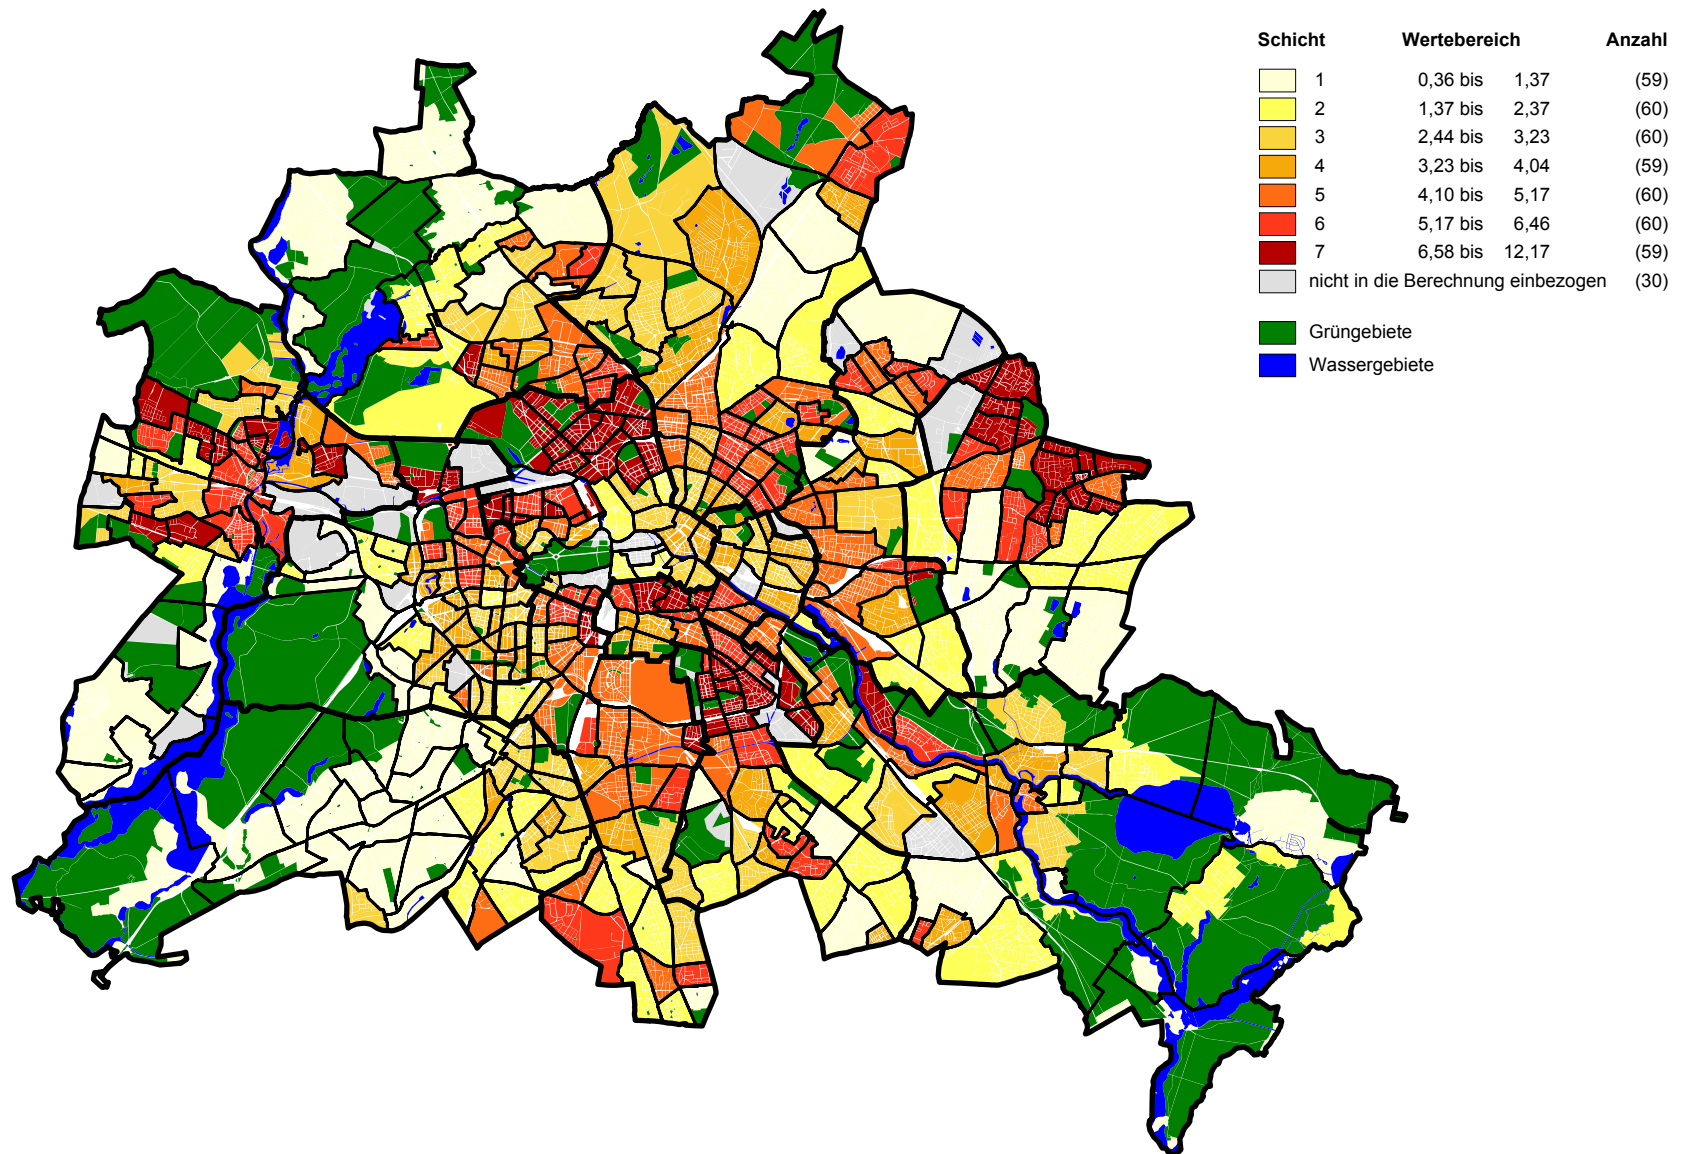 Schicht Wertebereich Anzahl
1 0,36 bis 1,37 (59)
2 1,37 bis 2,37 (60)
3 2,44 bis 3,23 (60)
4 3,23 bis 4,04 (59)
5 4,10 bis 5,17 (60)
6 5,17 bis 6,46 (60)
7 6,58 bis 12,17 (59)
nicht in die Berechnung einbezogen (30)
Grüngebiete
Wassergebiete